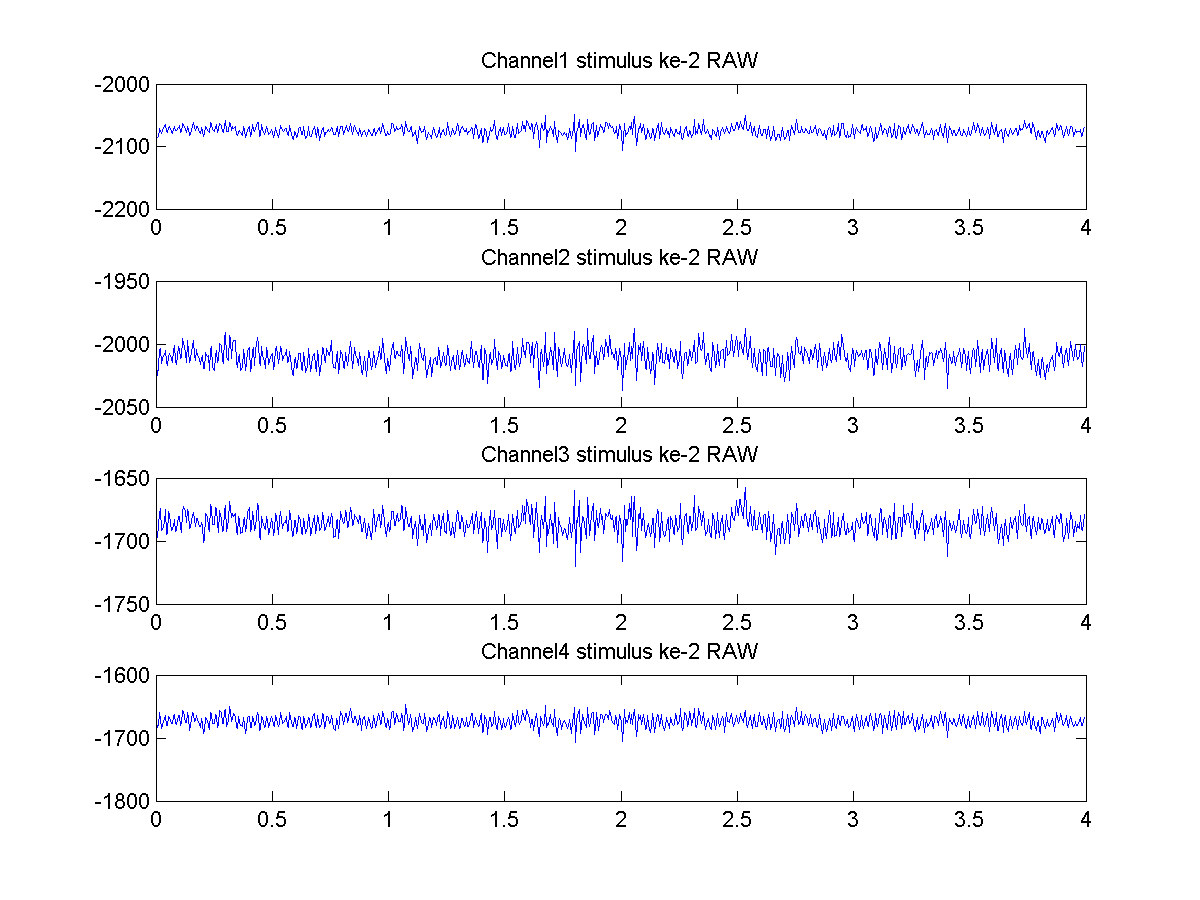 Channel1 stimulus ke-2 RAW
-2000
-2100
-2200
0 0.5 1 1.5 2 2.5 3 3.5 4
Channel2 stimulus ke-2 RAW
-1950
-2000
-2050
0 0.5 1 1.5 2 2.5 3 3.5 4
Channel3 stimulus ke-2 RAW
-1650
-1700
-1750
0 0.5 1 1.5 2 2.5 3 3.5 4
Channel4 stimulus ke-2 RAW
-1600
-1700
-1800
0 0.5 1 1.5 2 2.5 3 3.5 4